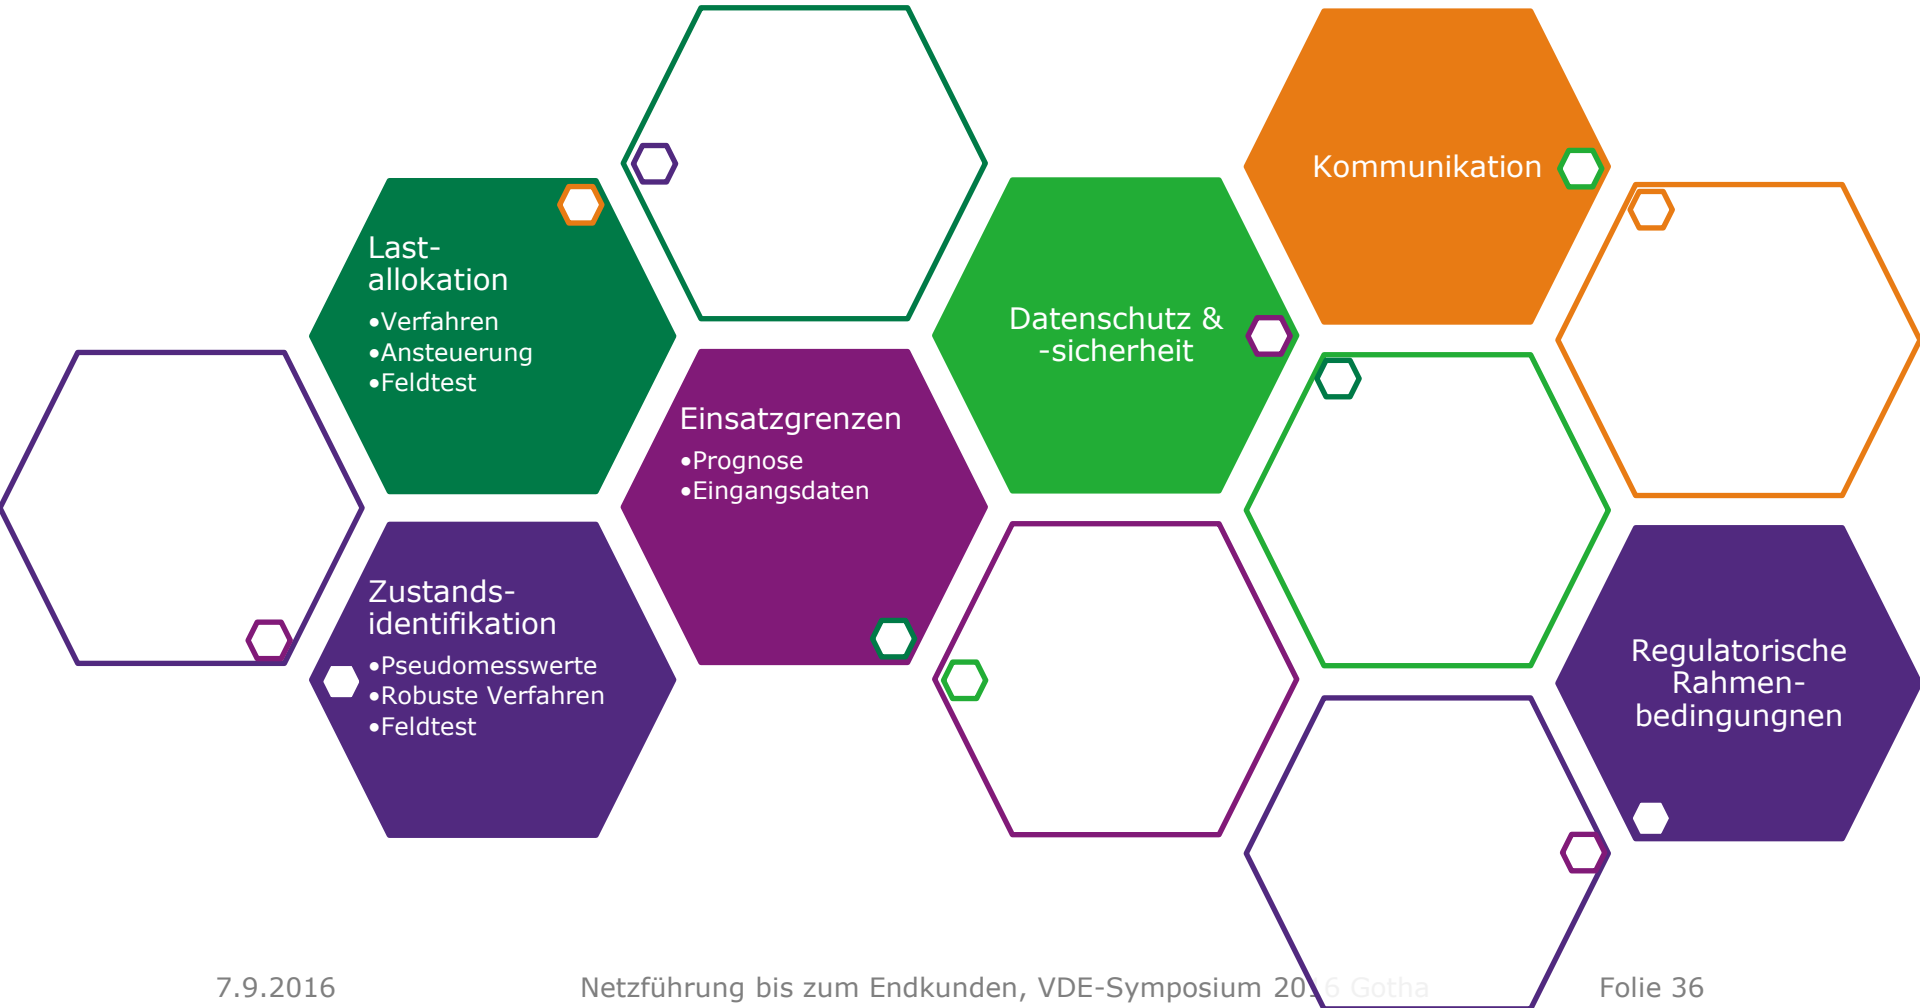 Last-
allokation
•Verfahren
•Ansteuerung
•Feldtest
Zustands-
identifikation
•Pseudomesswerte
•Robuste Verfahren
•Feldtest
Einsatzgrenzen
•Prognose
•Eingangsdaten
Datenschutz &
-sicherheit
Kommunikation
Regulatorische
Rahmen-
bedingungnen
7.9.2016
Netzführung bis zum Endkunden, VDE-Symposium 2016 Gotha
Folie 36